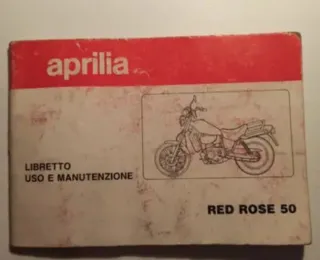 aprilia
LIBRETTO
USO E MANUTENZIONE
RED ROSE 50